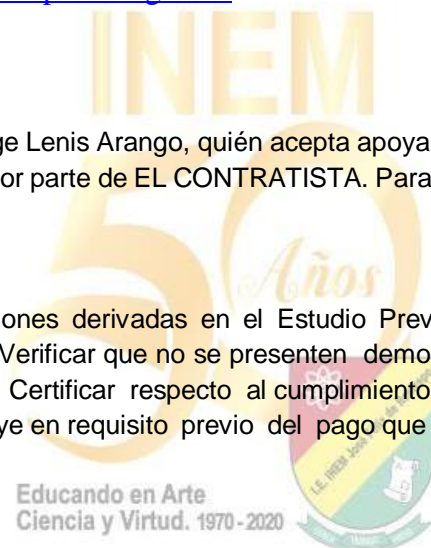 INEM
ge Lenis Arango, quién acepta apoya
or parte de EL CONTRATISTA. Para
50 Años
iones derivadas en el Estudio Prev
Verificar que no se presenten demo
Certificar respecto al cumplimiento
ye en requisito previo del pago que
Educando en Arte
Ciencia y Virtud. 1970-2020